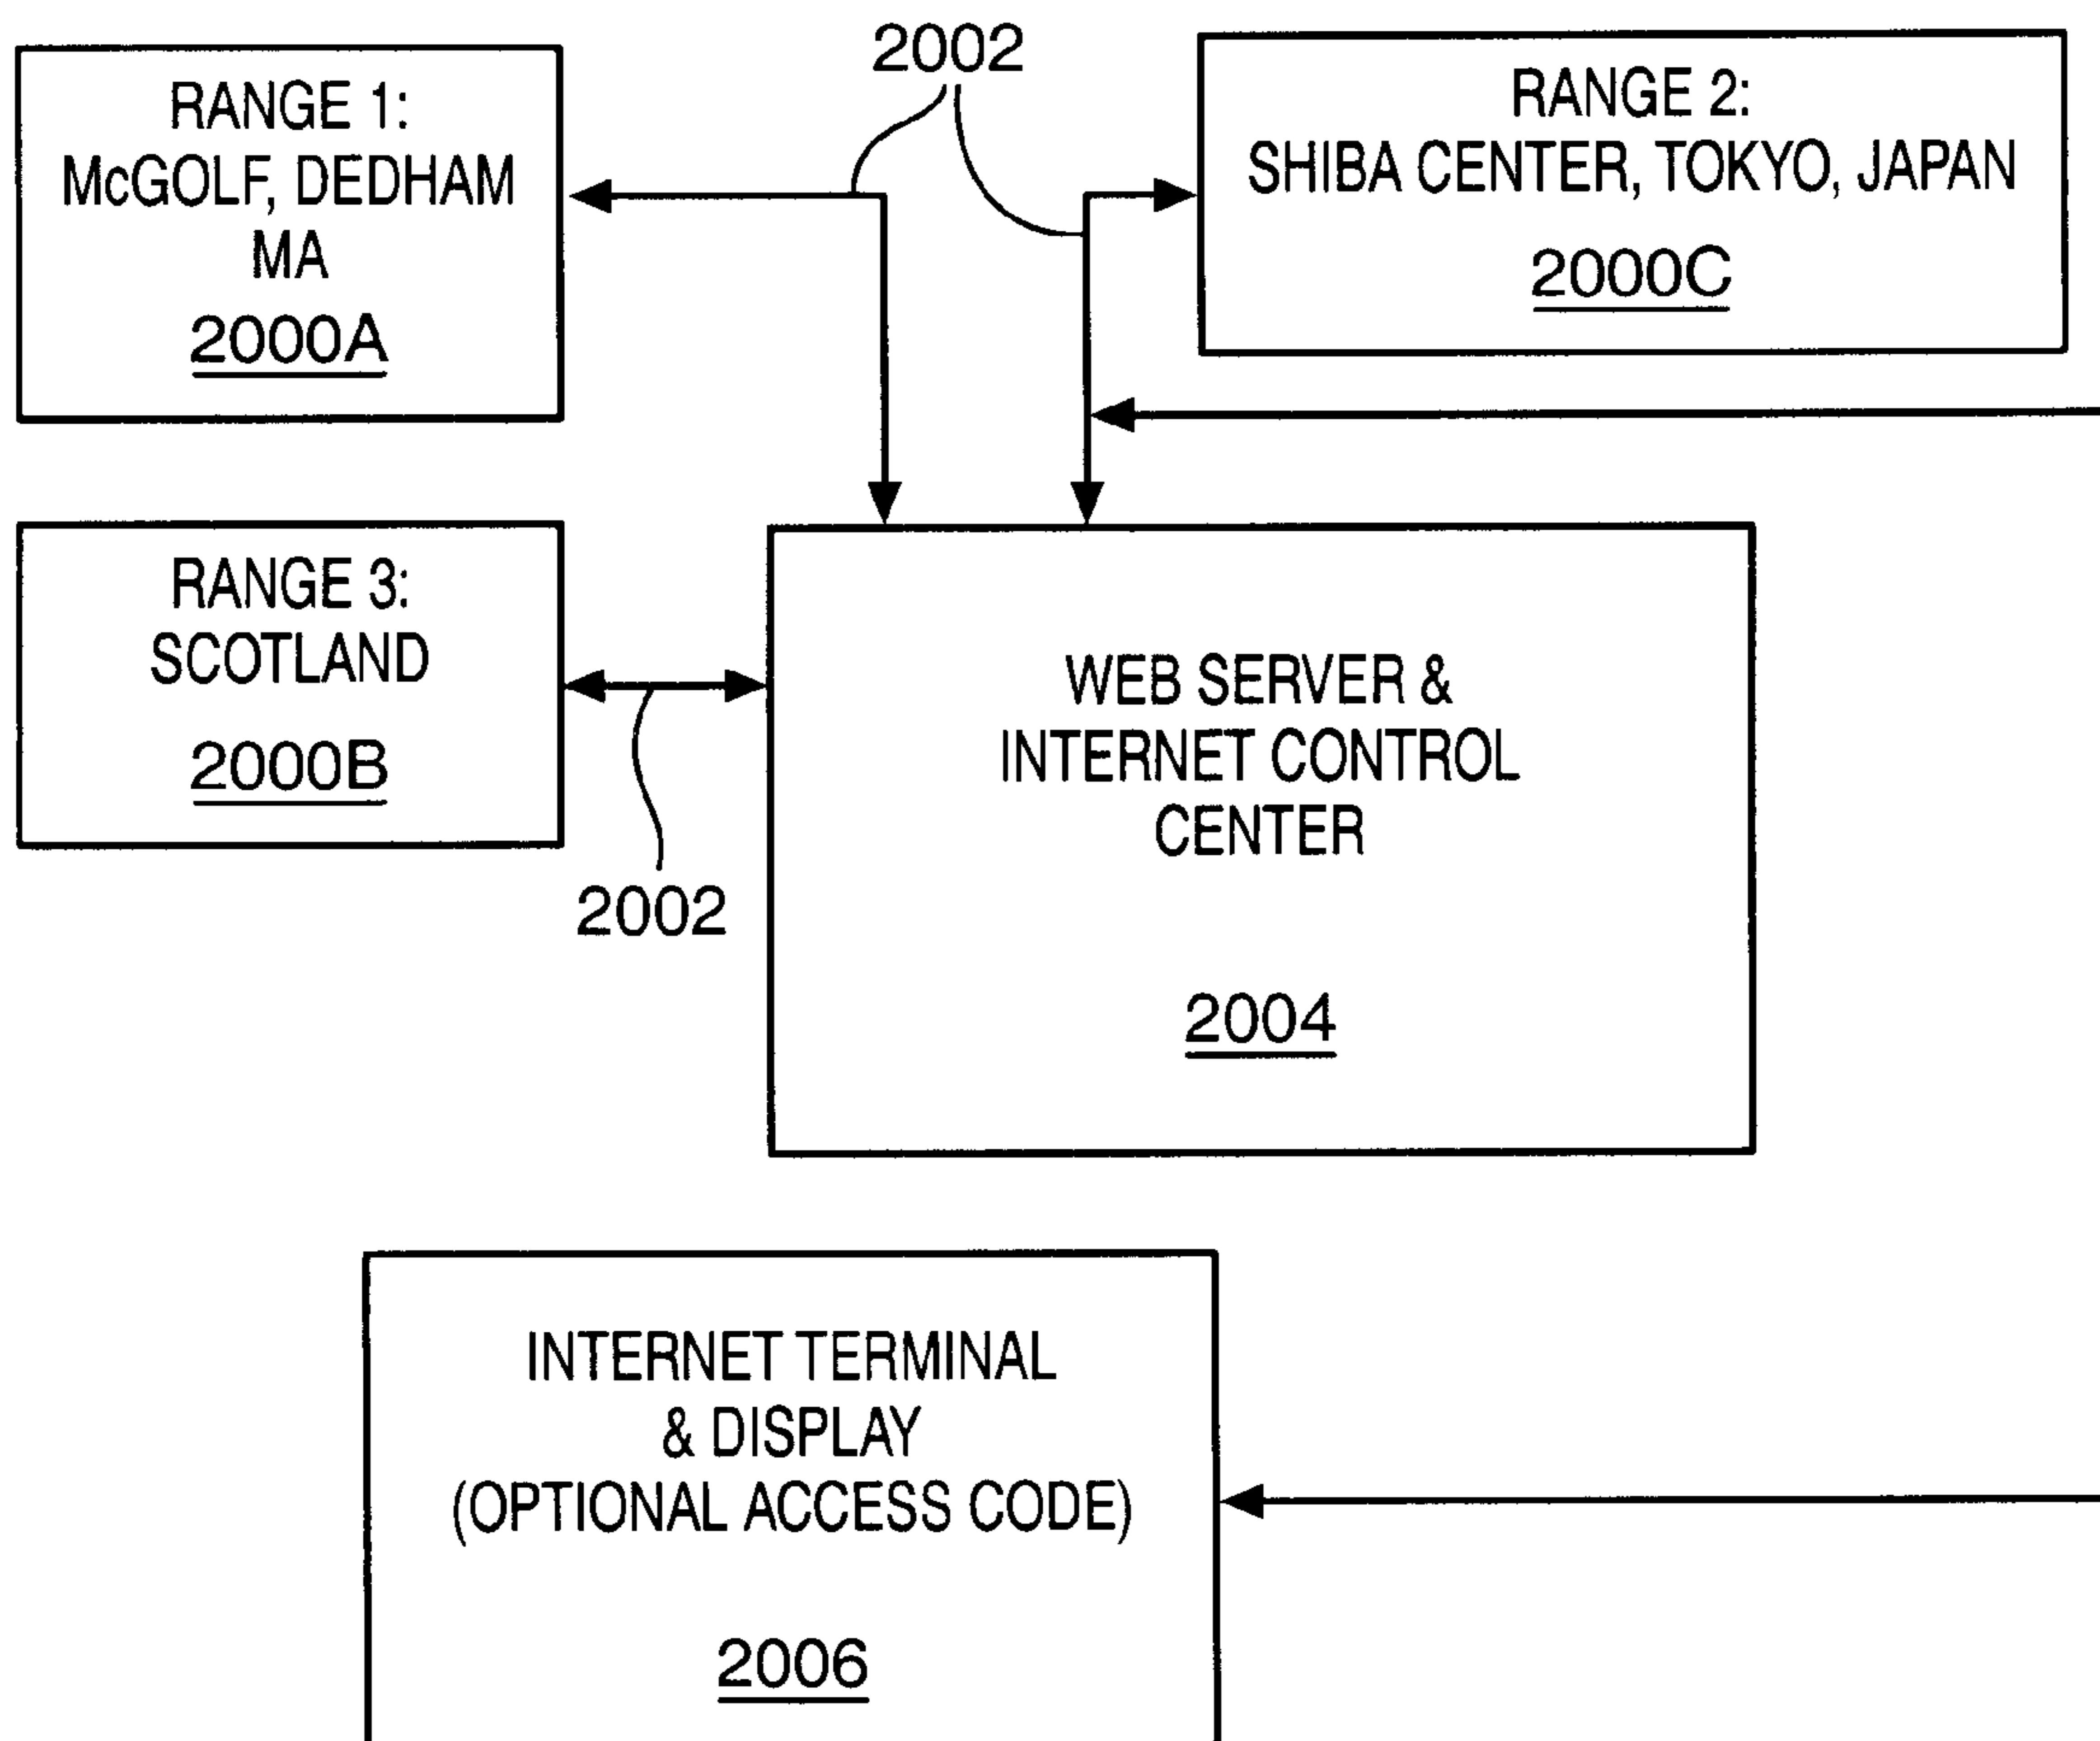 2002
RANGE 1:
McGOLF, DEDHAM
MA
2000A
RANGE 2:
SHIBA CENTER, TOKYO, JAPAN
2000C
RANGE 3:
SCOTLAND
2000B
2002
WEB SERVER &
INTERNET CONTROL
CENTER
2004
INTERNET TERMINAL
& DISPLAY
(OPTIONAL ACCESS CODE)
2006